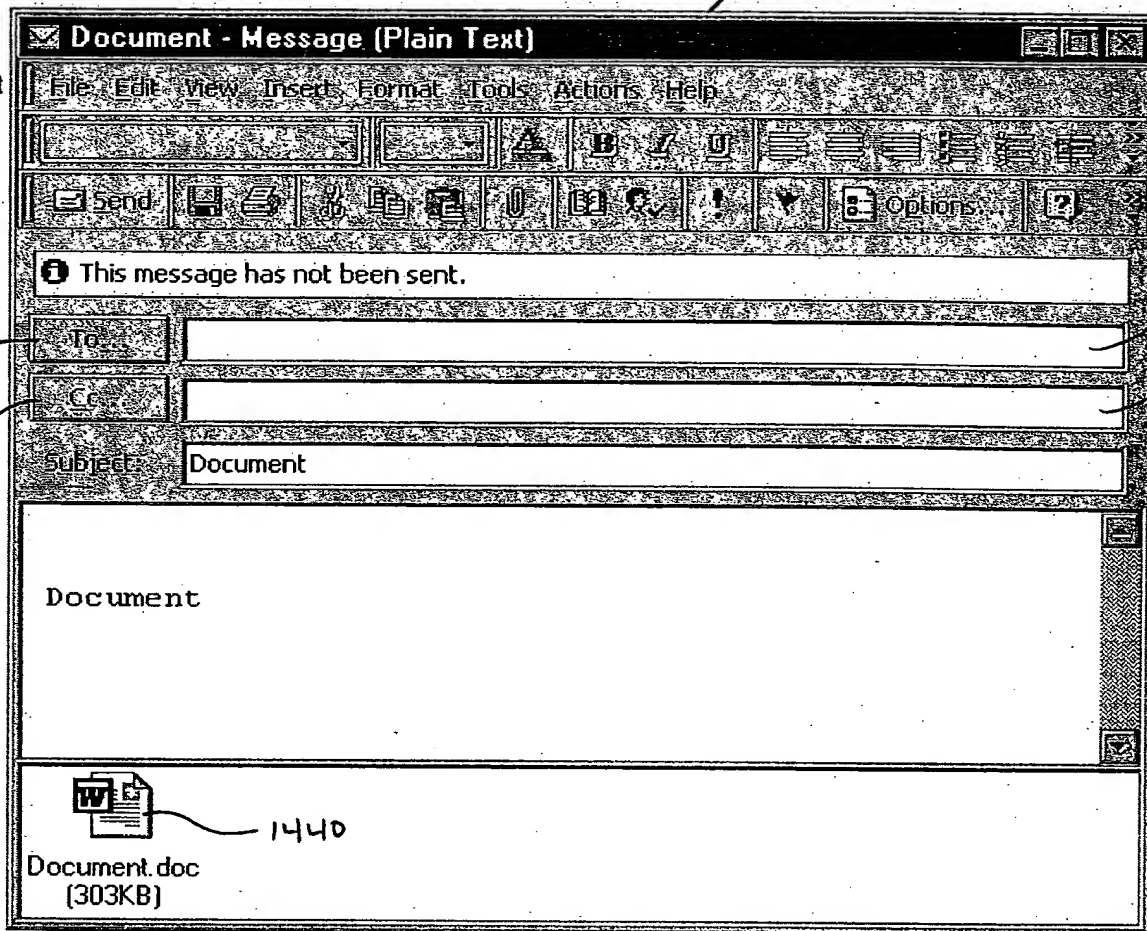 Document - Message (Plain Text)
File Edit View Insert Format Tools Actions Help
Send Options...
This message has not been sent.
To...
Cc...
Subject: Document
Document
1440
Document.doc
(303KB)